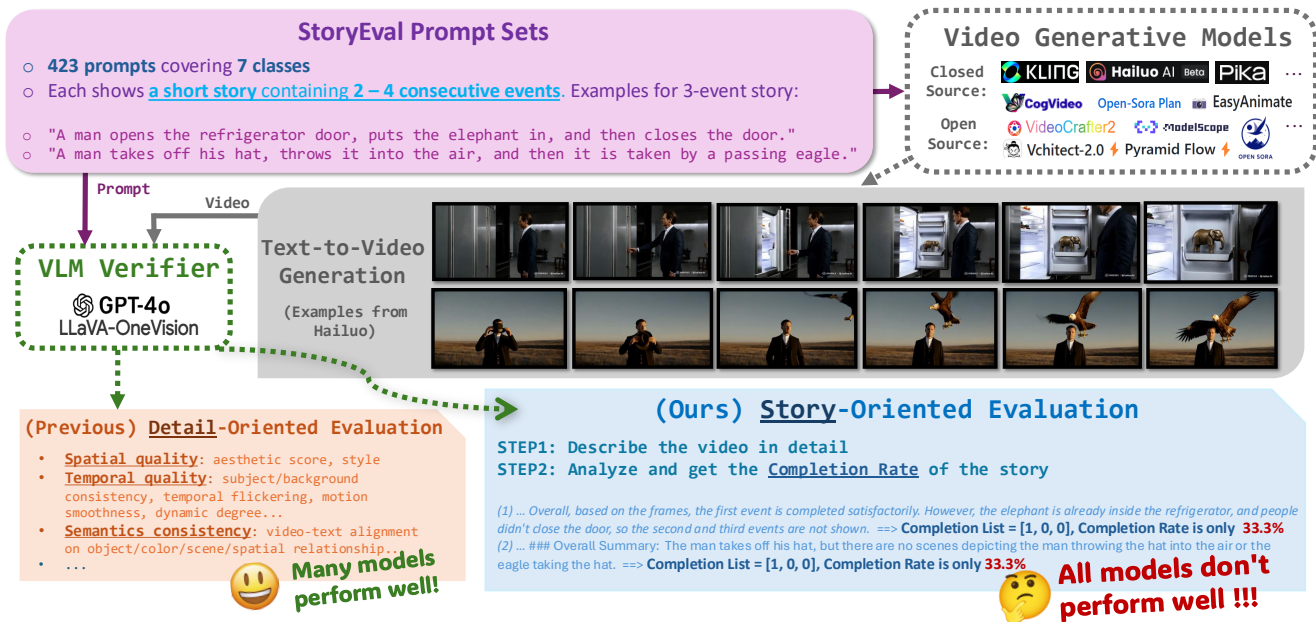 StoryEval Prompt Sets
○ 423 prompts covering 7 classes
○ Each shows a short story containing 2 – 4 consecutive events. Examples for 3-event story:
○ "A man opens the refrigerator door, puts the elephant in, and then closes the door."
○ "A man takes off his hat, throws it into the air, and then it is taken by a passing eagle."
Video Generative Models
Closed Source:
KLING
Hailuo AI Beta
Pika
...
CogVideo
Open-Sora Plan
EasyAnimate
Open Source:
VideoCrafter2
ModelScope
...
Vchitect-2.0
Pyramid Flow
OPEN SORA
Prompt
Video
VLM Verifier
GPT-4o
LLaVA-OneVision
Text-to-Video
Generation
(Examples from
Hailuo)
(Previous) Detail-Oriented Evaluation
• Spatial quality: aesthetic score, style
• Temporal quality: subject/background
consistency, temporal flickering, motion
smoothness, dynamic degree...
• Semantics consistency: video-text alignment
on object/color/scene/spatial relationship..
• ...
Many models
perform well!
(Ours) Story-Oriented Evaluation
STEP1: Describe the video in detail
STEP2: Analyze and get the Completion Rate of the story
(1) ... Overall, based on the frames, the first event is completed satisfactorily. However, the elephant is already inside the refrigerator, and people
didn't close the door, so the second and third events are not shown. ==> Completion List = [1, 0, 0], Completion Rate is only 33.3%
(2) ... ### Overall Summary: The man takes off his hat, but there are no scenes depicting the man throwing the hat into the air or the
eagle taking the hat. ==> Completion List = [1, 0, 0], Completion Rate is only 33.3%
All models don't
perform well !!!